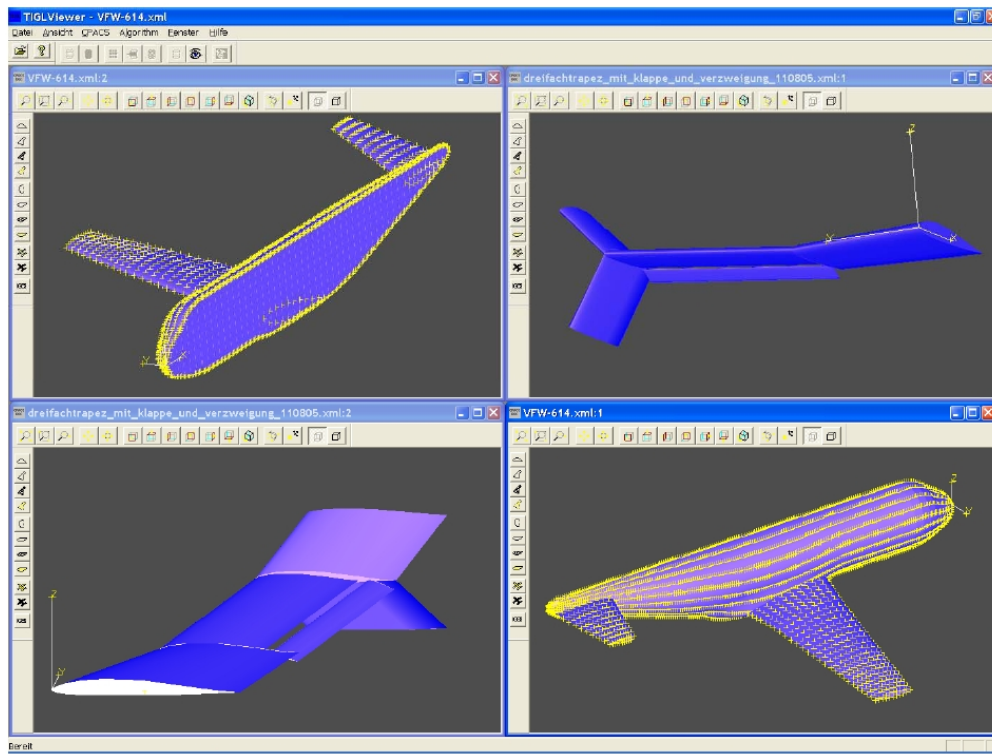 TIGLViewer - VFW-614.xml
Datei Ansicht CPACS Algorithm Fenster Hilfe
VFW-614.xml:2
dreifachtrapez_mit_klappe_und_verzweigung_110805.xml:1
dreifachtrapez_mit_klappe_und_verzweigung_110805.xml:2
VFW-614.xml:1
Bereit